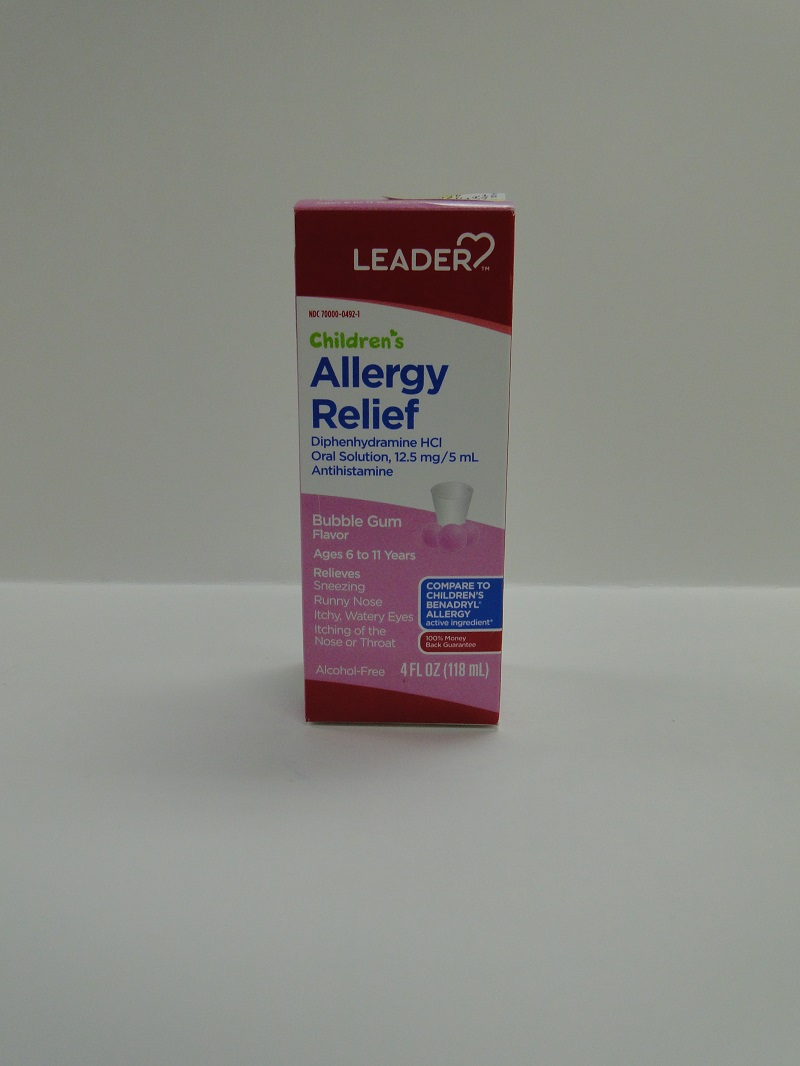 LEADER™
NDC 70000-0492-1
Children's
Allergy
Relief
Diphenhydramine HCl
Oral Solution, 12.5 mg/5 mL
Antihistamine
Bubble Gum
Flavor
Ages 6 to 11 Years
Relieves
Sneezing
Runny Nose
Itchy, Watery Eyes
Itching of the
Nose or Throat
COMPARE TO
CHILDREN'S
BENADRYL®
ALLERGY
active ingredient*
100% Money
Back Guarantee
Alcohol-Free
4 FL OZ (118 mL)